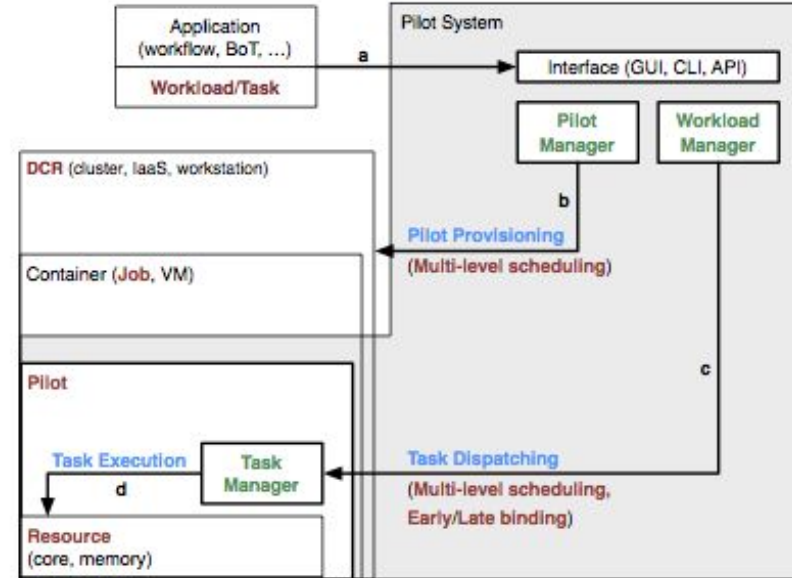 Application
(workflow, BoT, ...)
Workload/Task
a
Pilot System
Interface (GUI, CLI, API)
Pilot
Manager
Workload
Manager
DCR (cluster, IaaS, workstation)
b
Pilot Provisioning
(Multi-level scheduling)
Container (Job, VM)
c
Pilot
Task Execution
d
Task
Manager
Task Dispatching
(Multi-level scheduling,
Early/Late binding)
Resource
(core, memory)